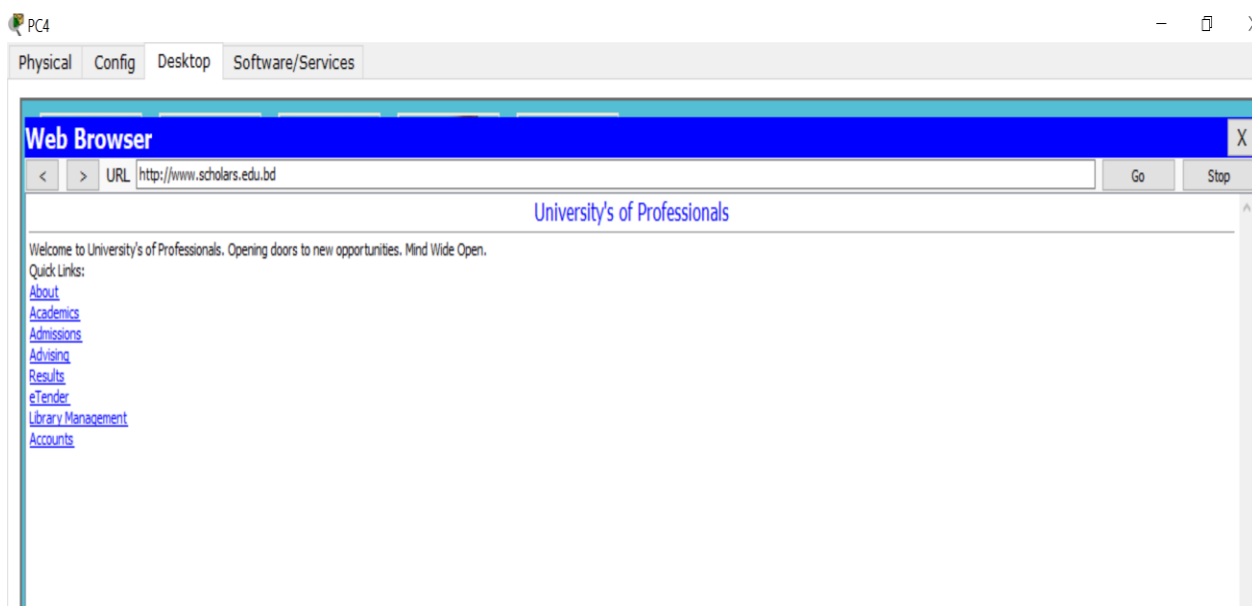 PC4
Physical Config Desktop Software/Services
Web Browser X
< > URL http://www.scholars.edu.bd Go Stop
University's of Professionals
Welcome to University's of Professionals. Opening doors to new opportunities. Mind Wide Open.
Quick Links:
About
Academics
Admissions
Advising
Results
eTender
Library Management
Accounts